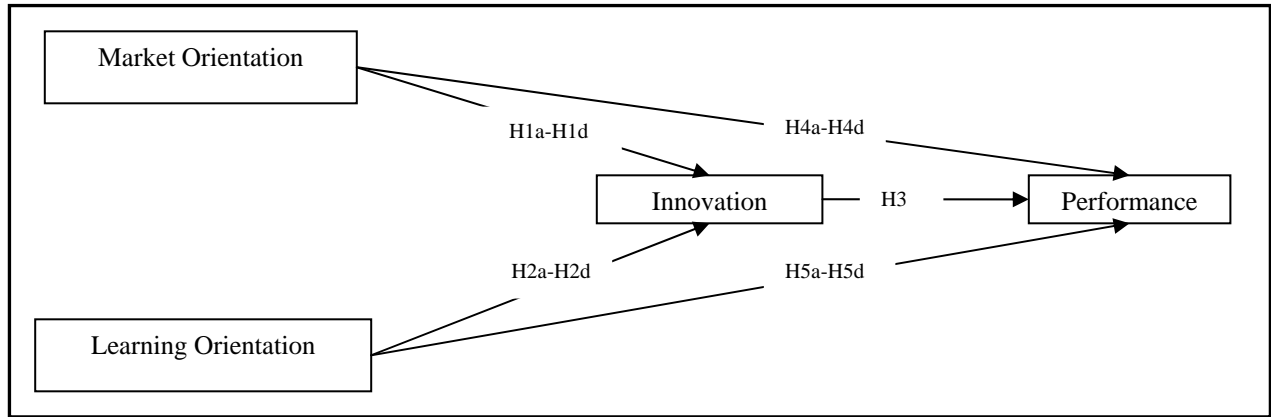 Market Orientation
H1a-H1d
H4a-H4d
Innovation
H3
Performance
H2a-H2d
H5a-H5d
Learning Orientation